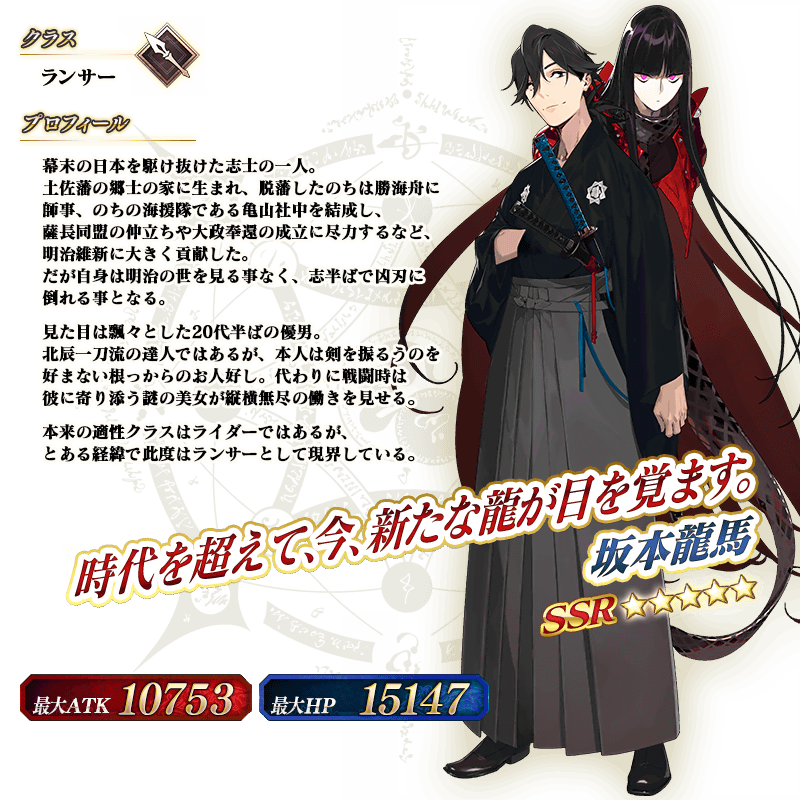 クラス
ランサー
プロフィール
幕末の日本を駆け抜けた志士の一人。
土佐藩の郷士の家に生まれ、脱藩したのちは勝海舟に
師事、のちの海援隊である亀山社中を結成し、
薩長同盟の仲立ちや大政奉還の成立に尽力するなど、
明治維新に大きく貢献した。
だが自身は明治の世を見る事なく、志半ばで凶刃に
倒れる事となる。
見た目は飄々とした20代半ばの優男。
北辰一刀流の達人ではあるが、本人は剣を振るうのを
好まない根っからのお人好し。代わりに戦闘時は
彼に寄り添う謎の美女が縦横無尽の働きを見せる。
本来の適性クラスはライダーではあるが、
とある経緯で此度はランサーとして現界している。
時代を超えて、今、新たな龍が目を覚ます。
坂本龍馬
SSR ★★★★★
最大ATK 10753
最大HP 15147